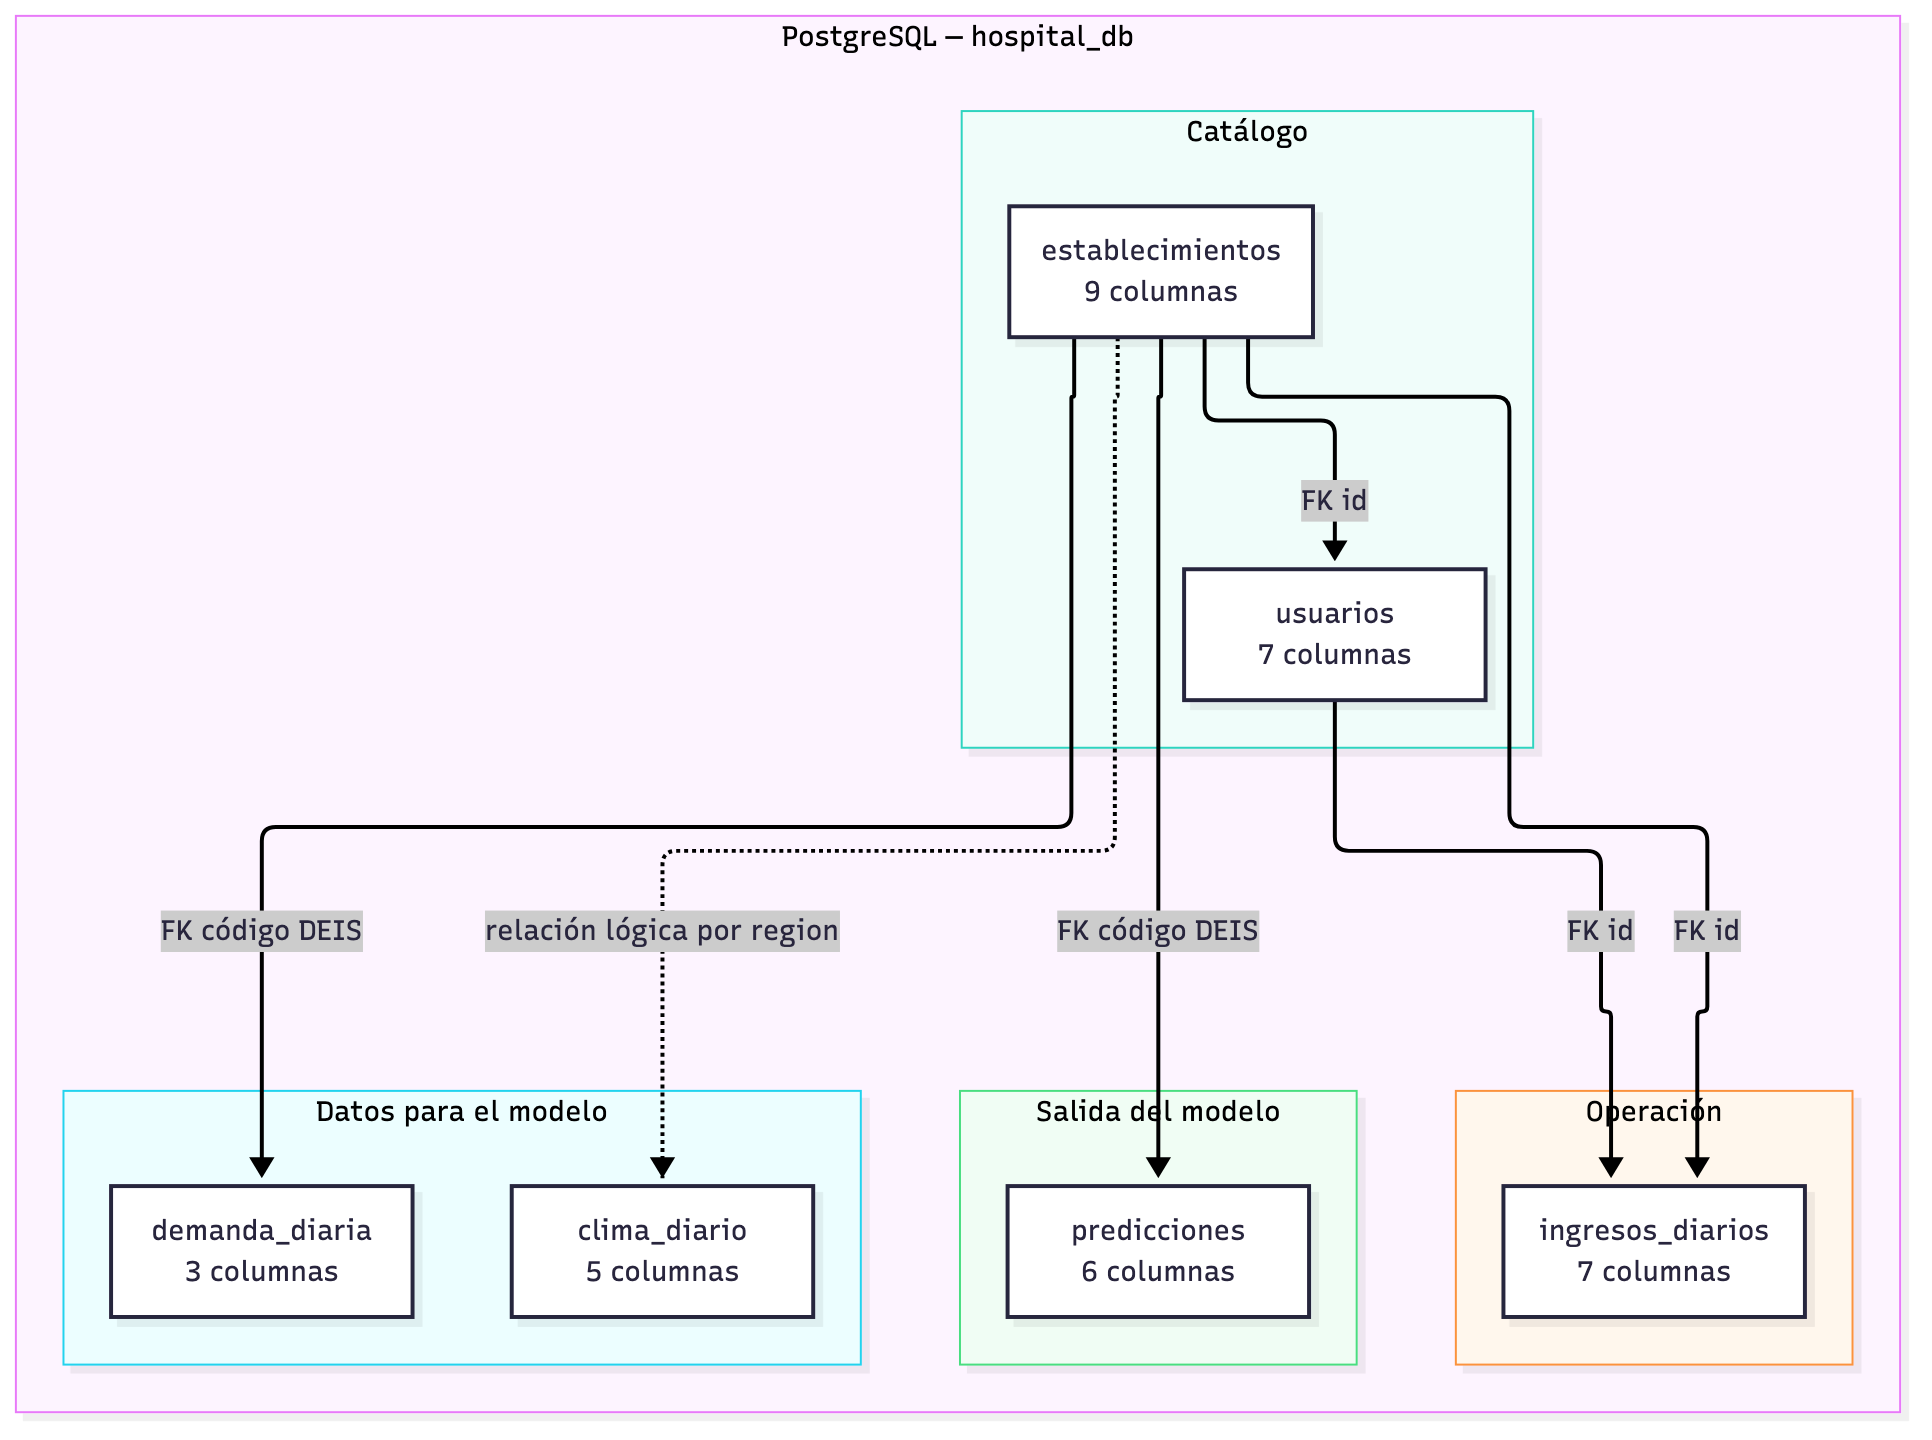 PostgreSQL – hospital_db
Catálogo
establecimientos
9 columnas
FK id
usuarios
7 columnas
FK código DEIS
relación lógica por region
FK código DEIS
FK id
FK id
Datos para el modelo
Salida del modelo
Operación
demanda_diaria
3 columnas
clima_diario
5 columnas
predicciones
6 columnas
ingresos_diarios
7 columnas